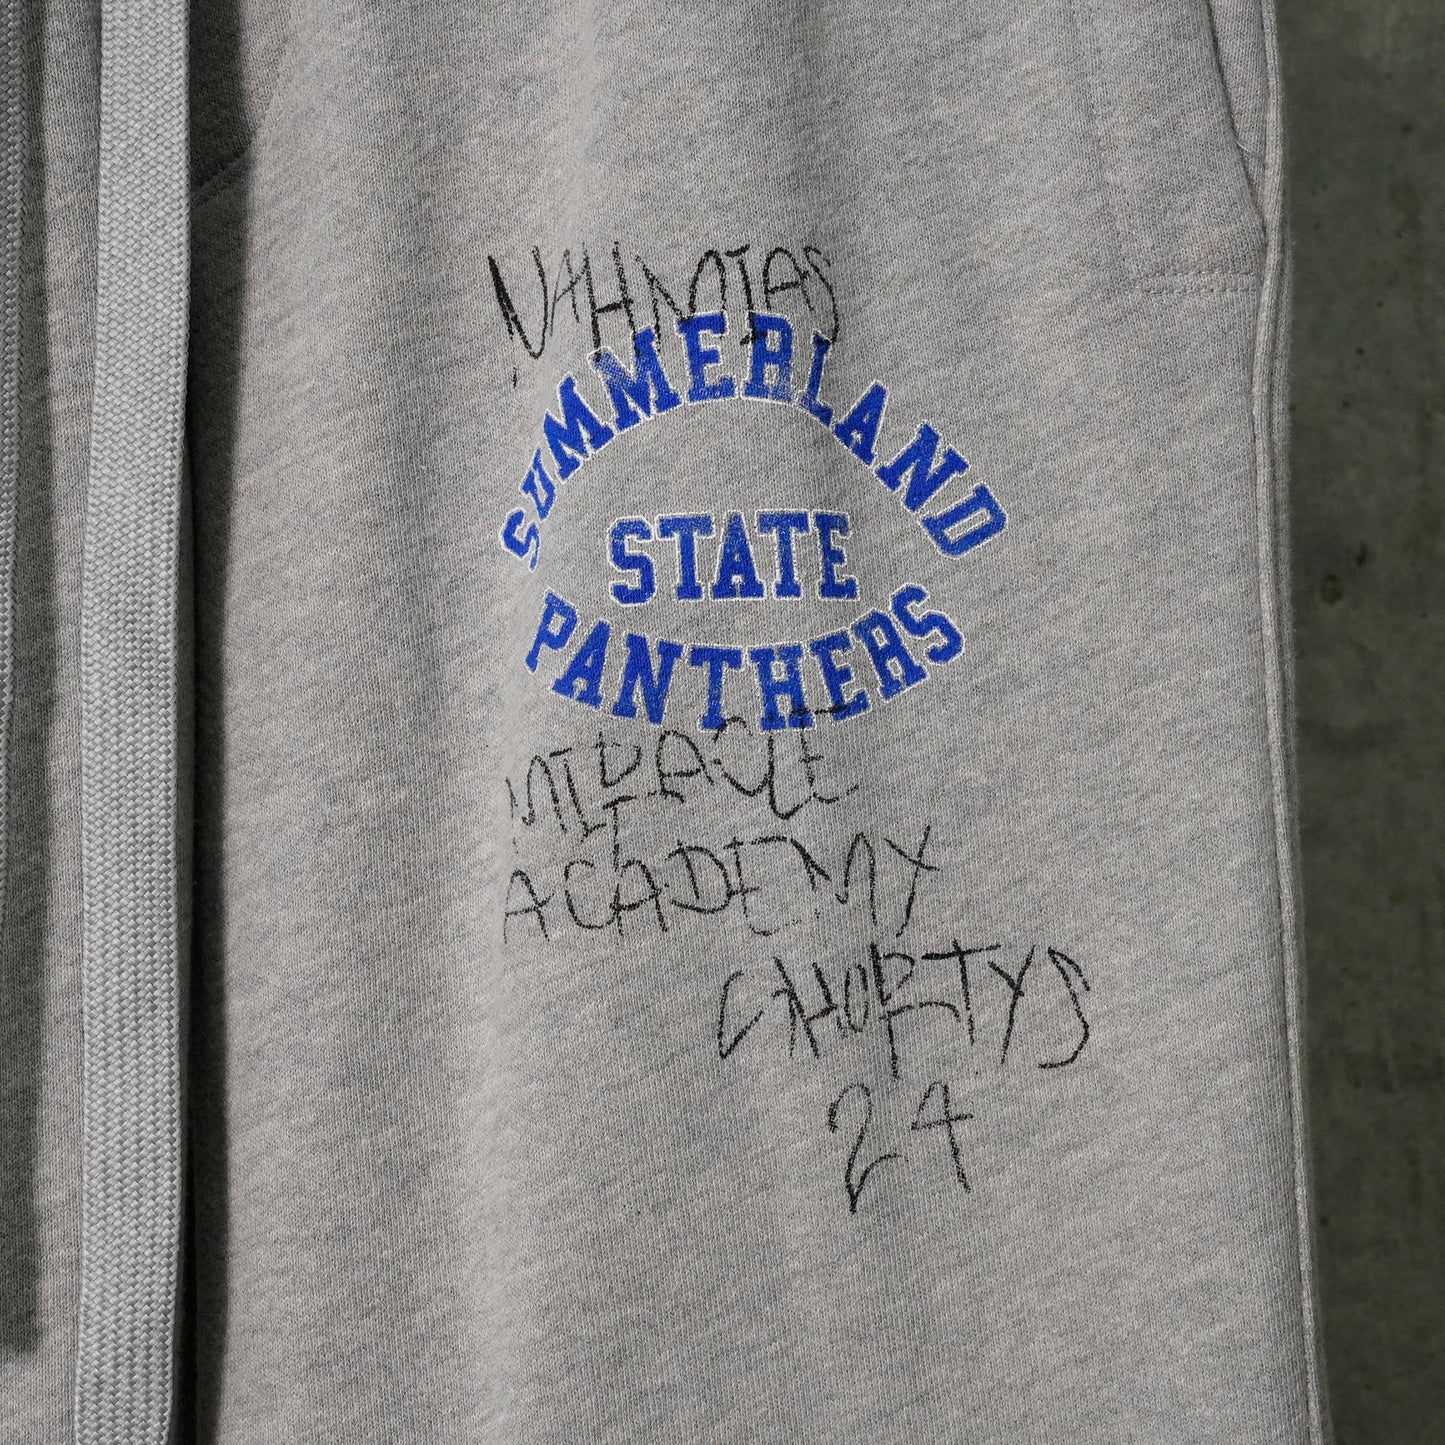 NAHMIAS
SUMMERLAND
STATE
PANTHERS
MIRACLE
ACADEMY
SHORTYS
24